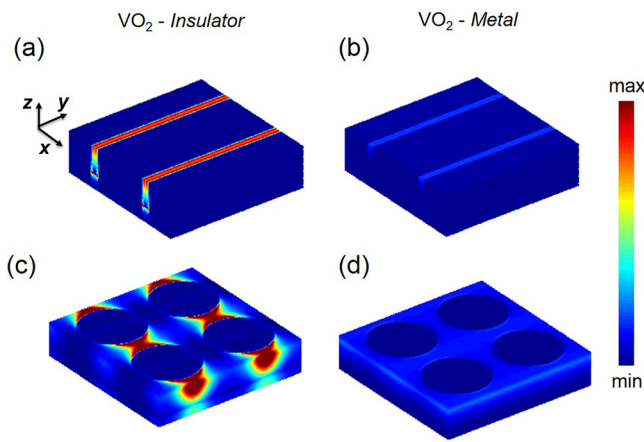 VO₂ - Insulator
VO₂ - Metal
(a)
(b)
z
y
x
max
(c)
(d)
min